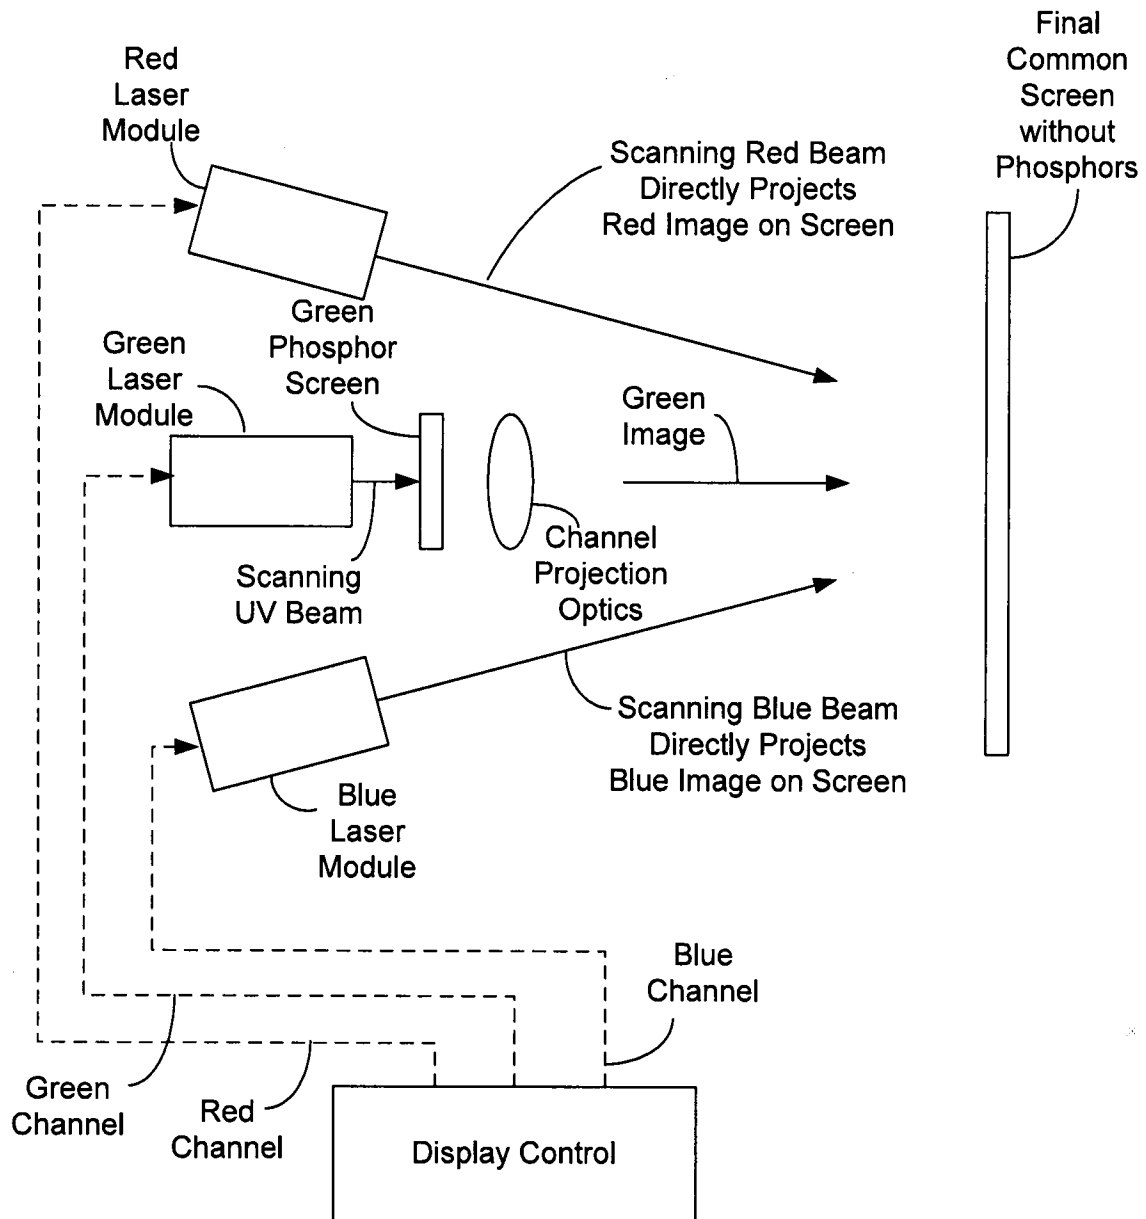 Final
Common
Screen
without
Phosphors
Red
Laser
Module
Scanning Red Beam
Directly Projects
Red Image on Screen
Green
Phosphor
Screen
Green
Laser
Module
Green
Image
Scanning
UV Beam
Channel
Projection
Optics
Scanning Blue Beam
Directly Projects
Blue Image on Screen
Blue
Laser
Module
Blue
Channel
Green
Channel
Red
Channel
Display Control